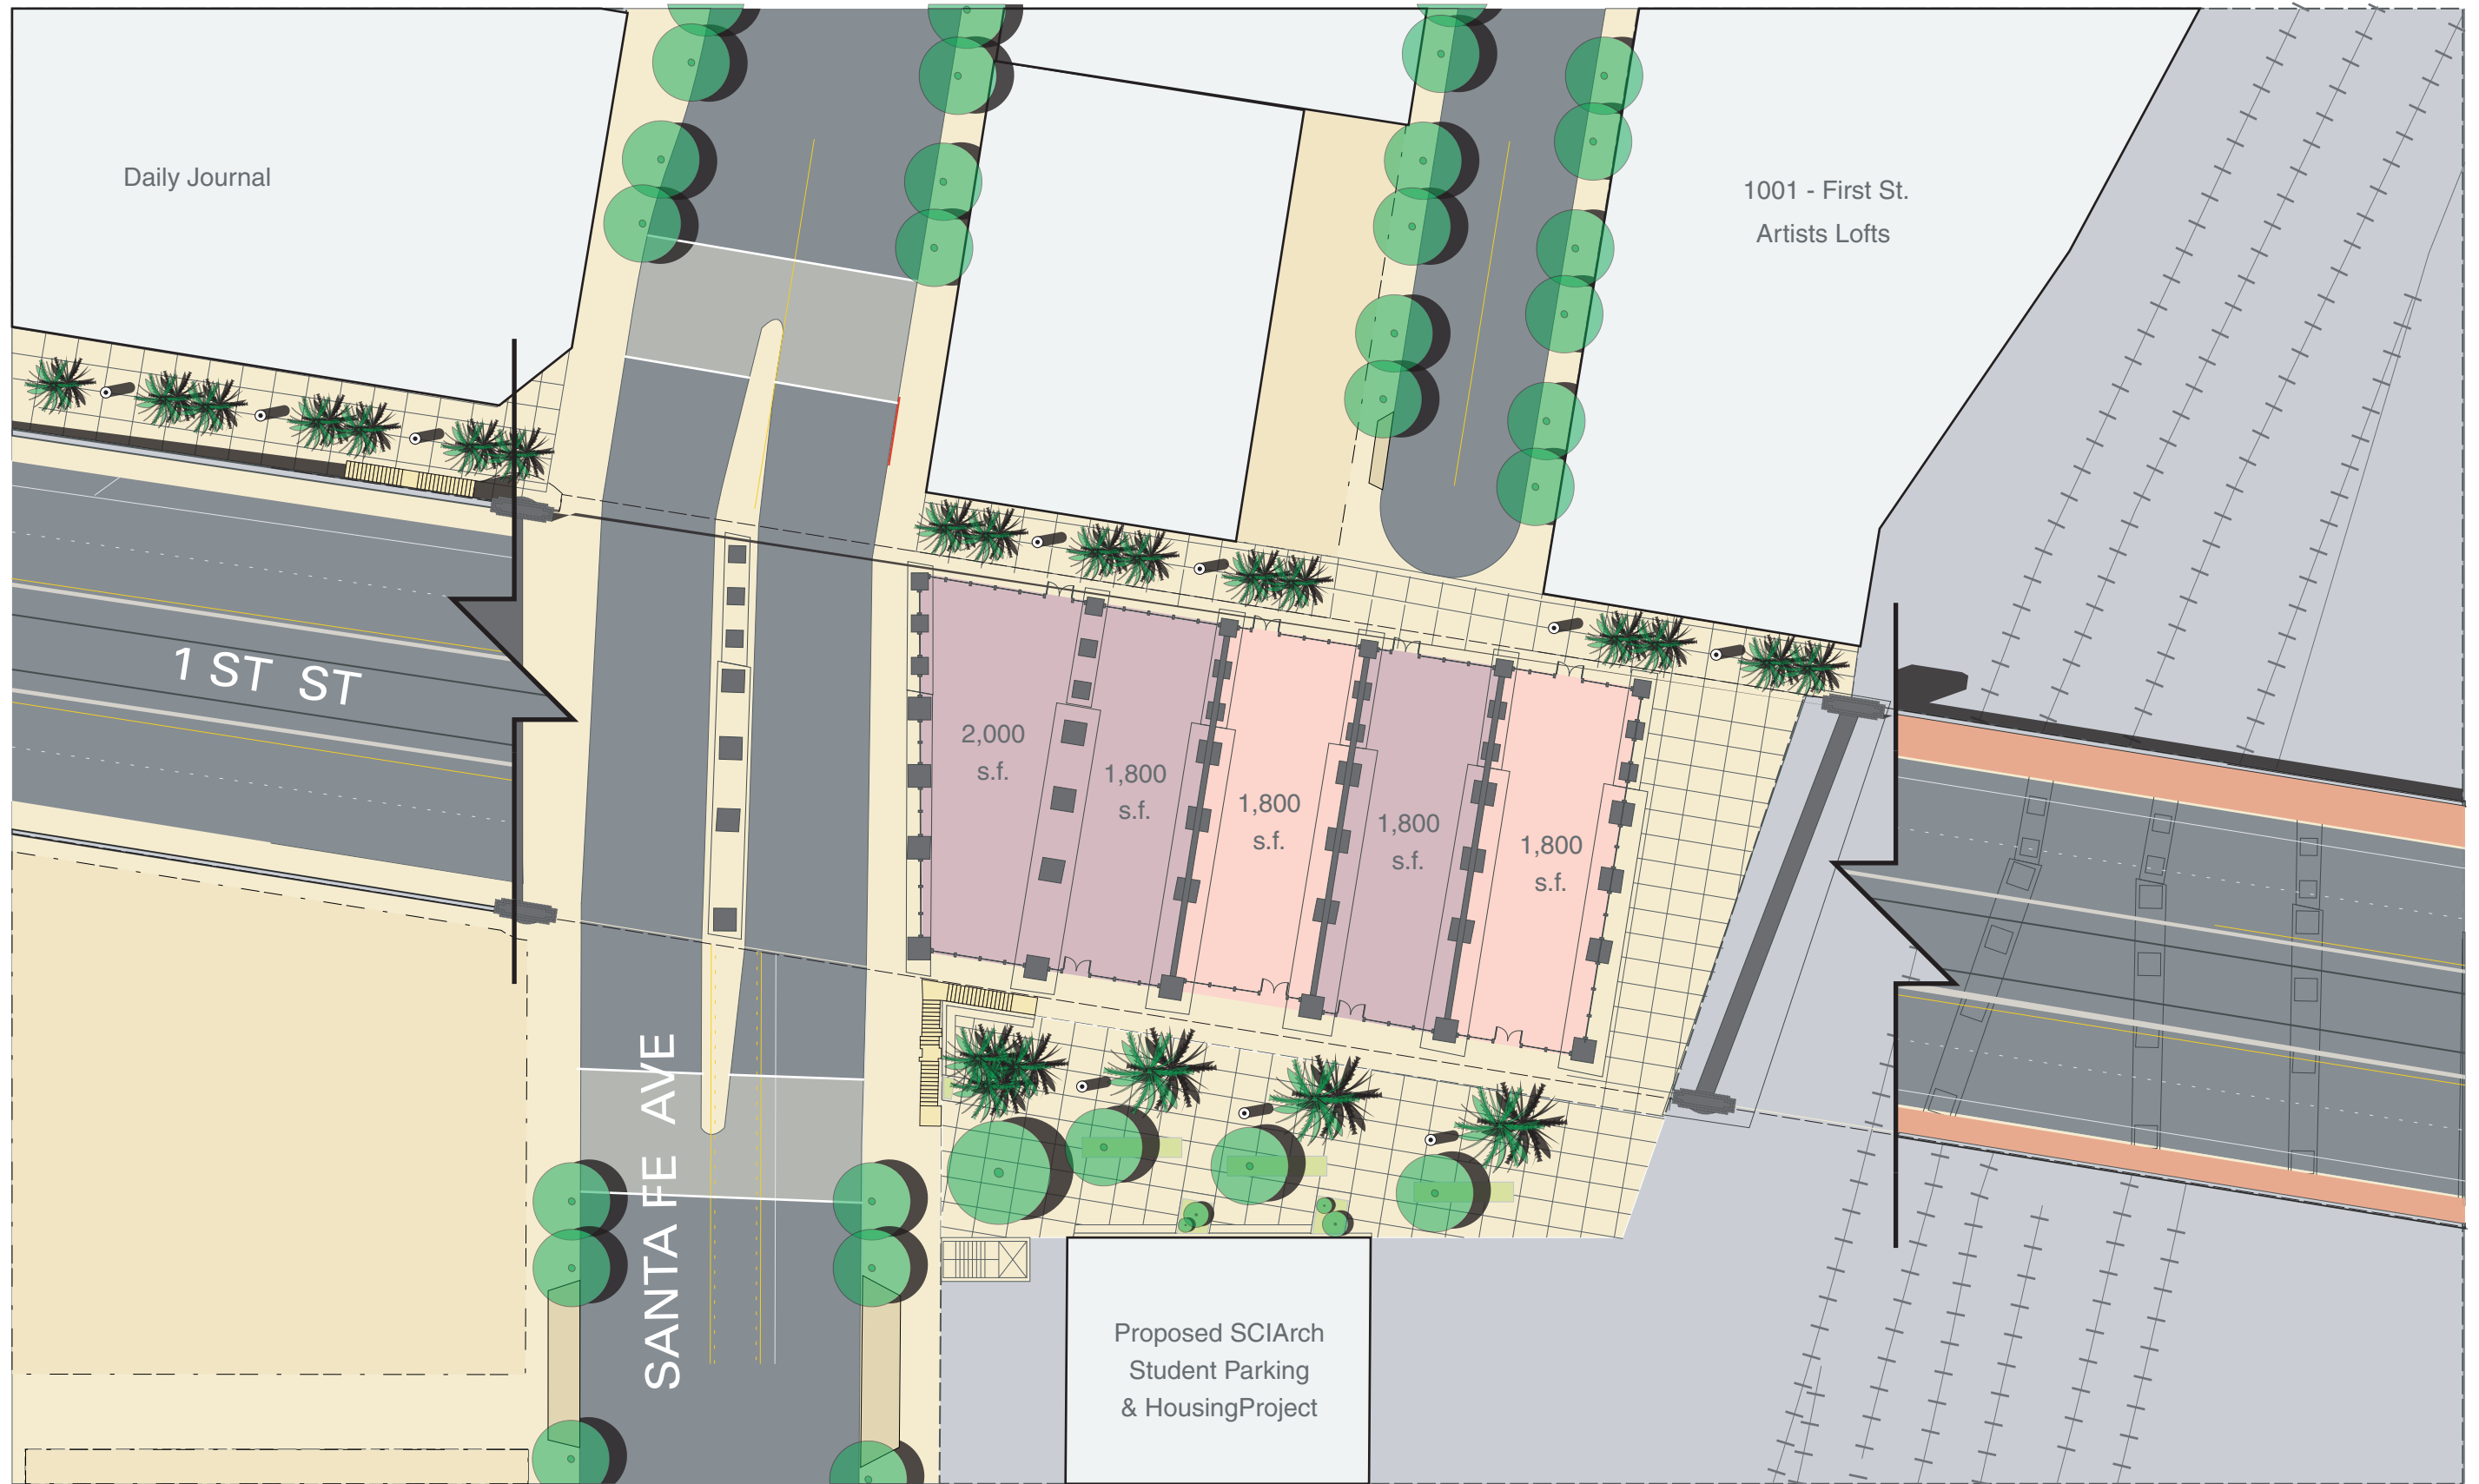 Daily Journal
1001 - First St.
Artists Lofts
1 ST ST
2,000
s.f.
1,800
s.f.
1,800
s.f.
1,800
s.f.
1,800
s.f.
SANTA FE AVE
Proposed SCIArch
Student Parking
& HousingProject